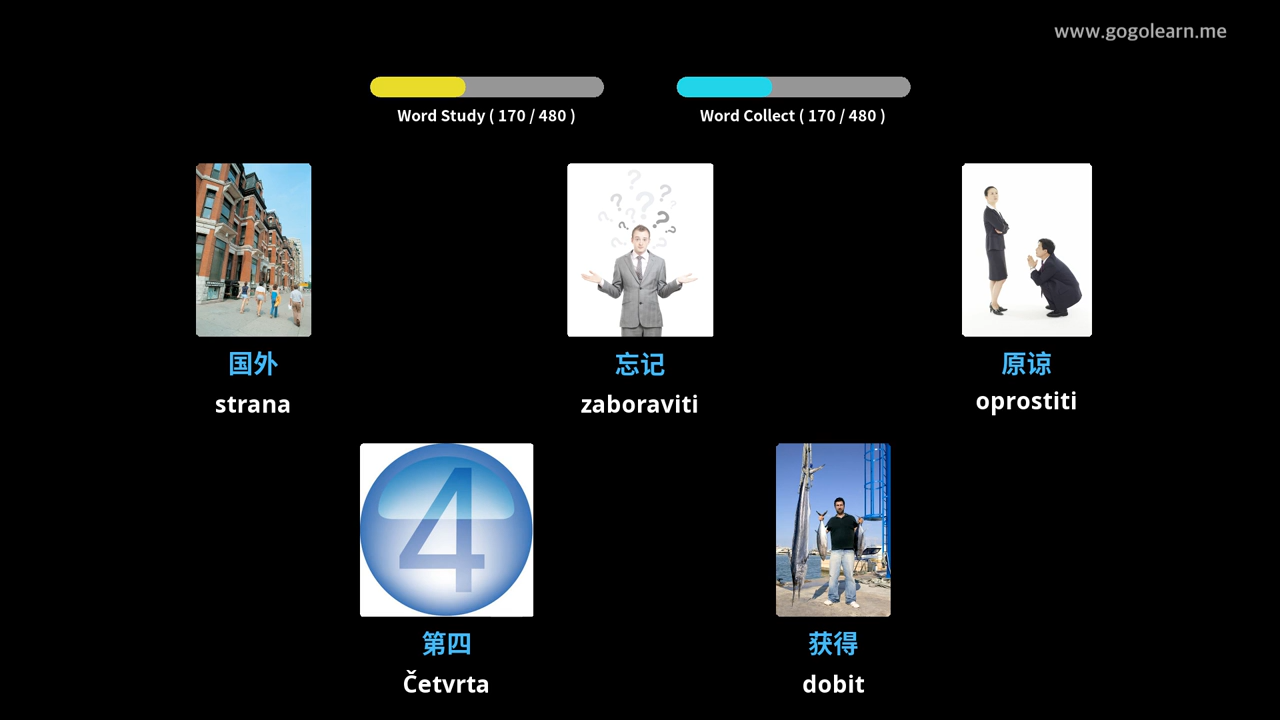 www.gogolearn.me
Word Study ( 170 / 480 )
Word Collect ( 170 / 480 )
国外
忘记
原谅
strana
zaboraviti
oprostiti
4
第四
获得
Četvrta
dobit